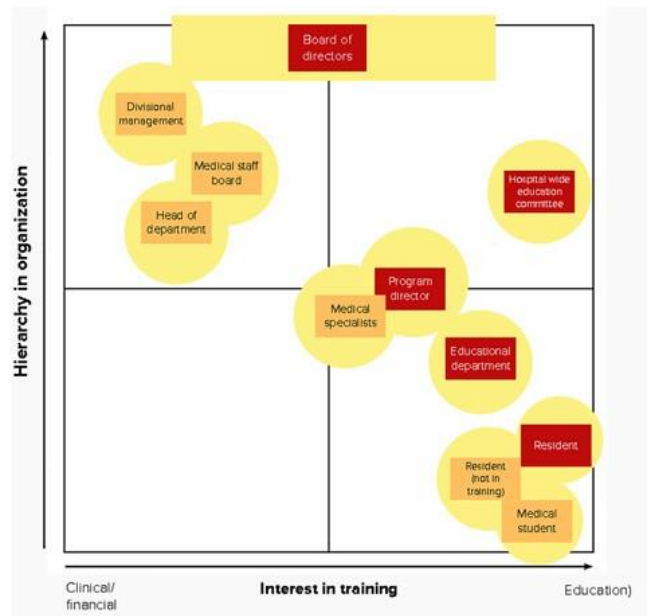 Board of
directors
Divisional
management
Medical staff
board
Hospital wide
education
committee
Head of
department
Program
director
Medical
specialists
Educational
department
Resident
Resident
(not in
training)
Medical
student
Hierarchy in organization
Clinical/
financial
Interest in training
Education)